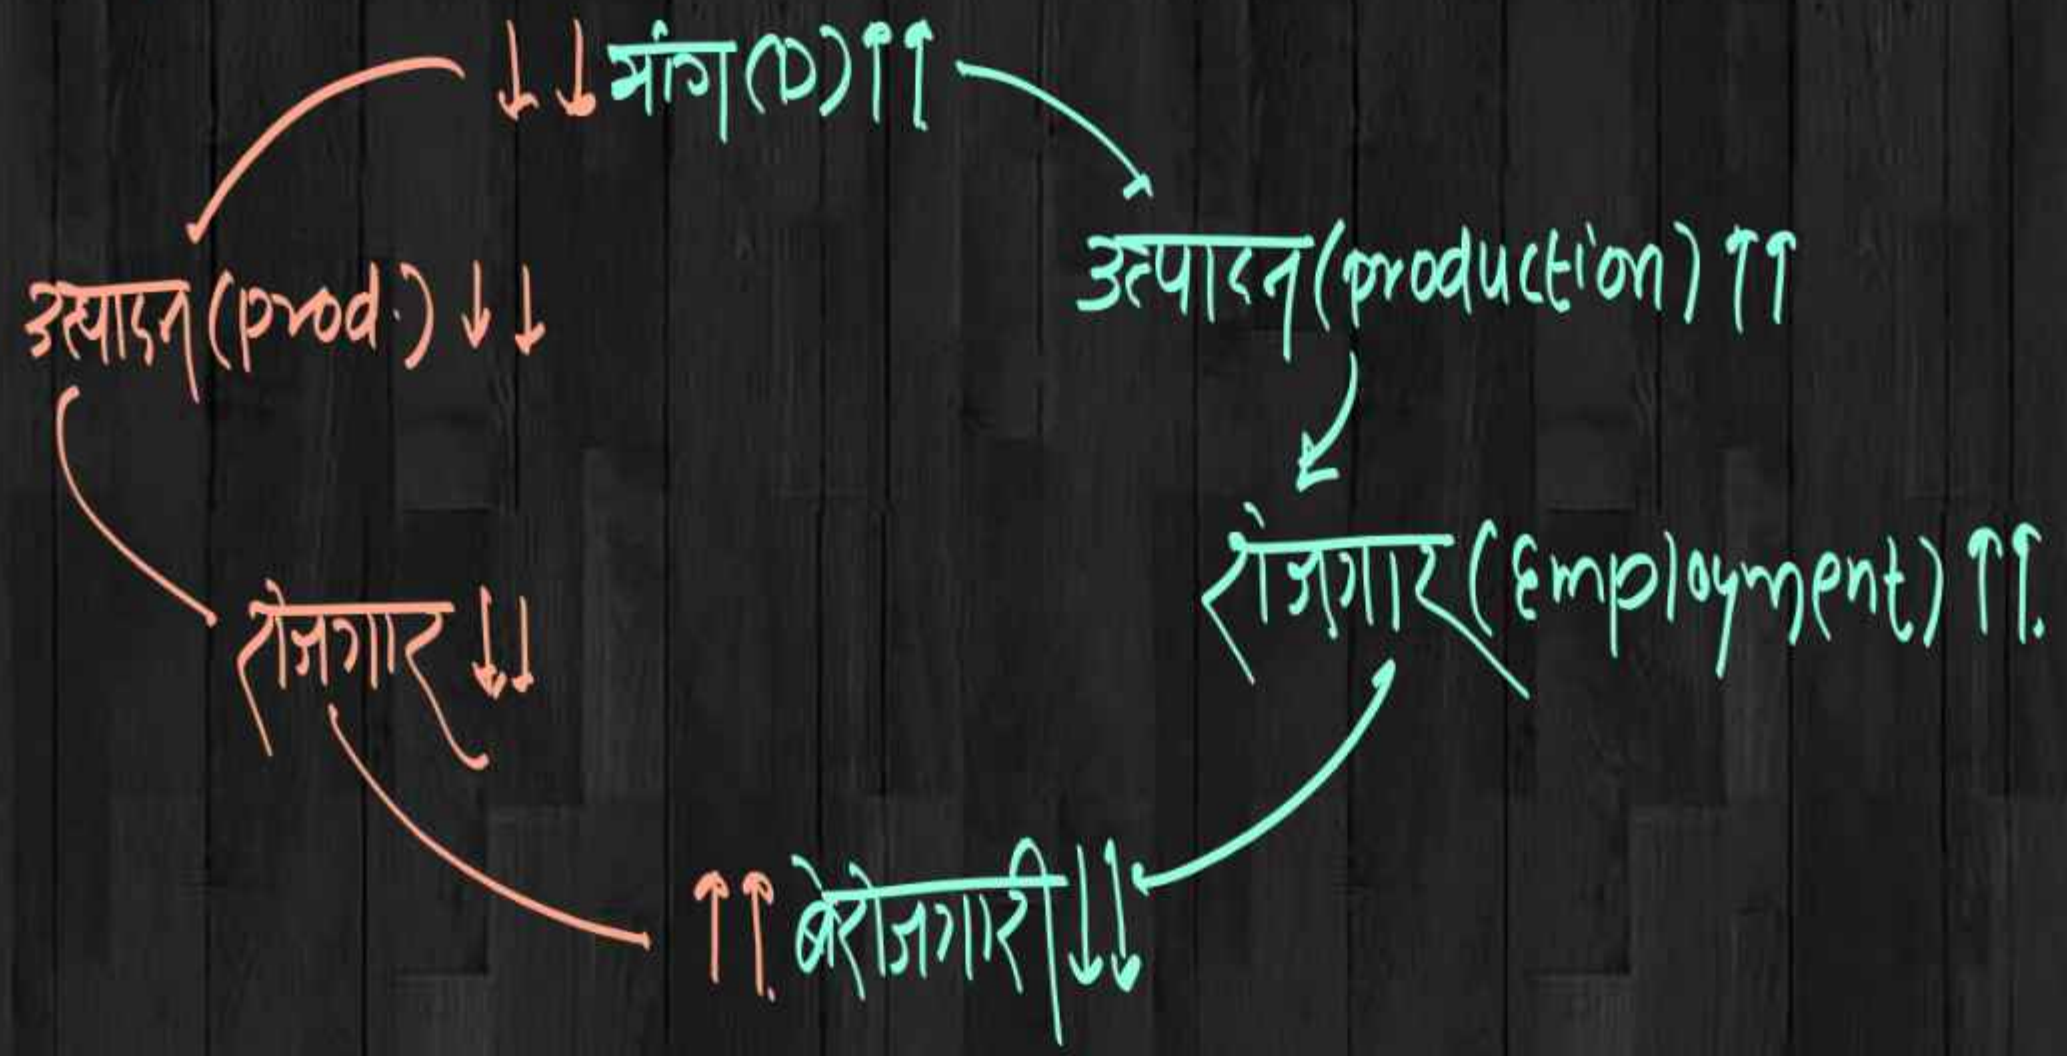 ↓↓ मांग (D) ↑↑
उत्पादन (production) ↑↑
उत्पादन (prod.) ↓↓
रोजगार (Employment) ↑↑.
रोजगार ↓↓
↑↑. बेरोजगारी ↓↓